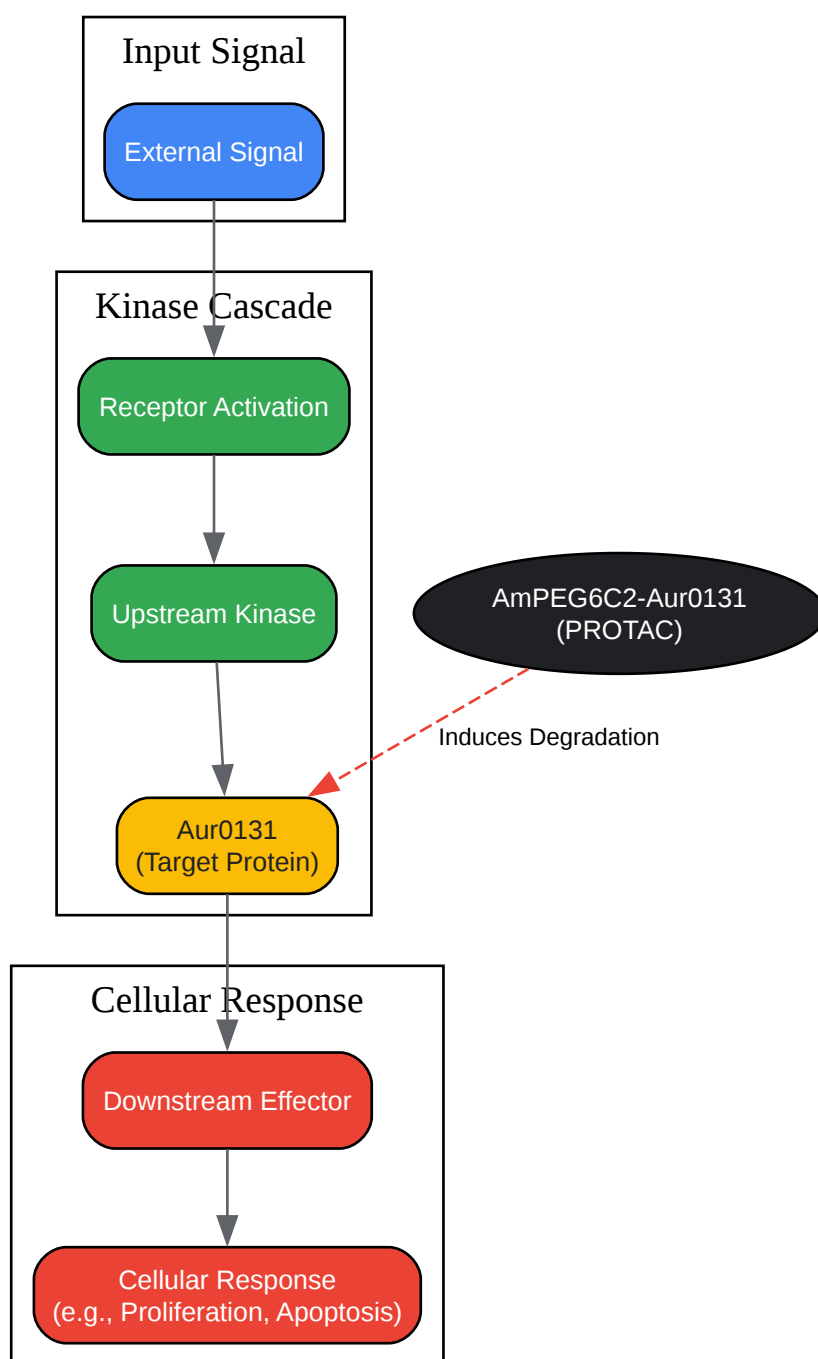 Input Signal
External Signal
Kinase Cascade
Receptor Activation
Upstream Kinase
AmPEG6C2-Aur0131
(PROTAC)
Induces Degradation
Aur0131
(Target Protein)
Cellular Response
Downstream Effector
Cellular Response
(e.g., Proliferation, Apoptosis)